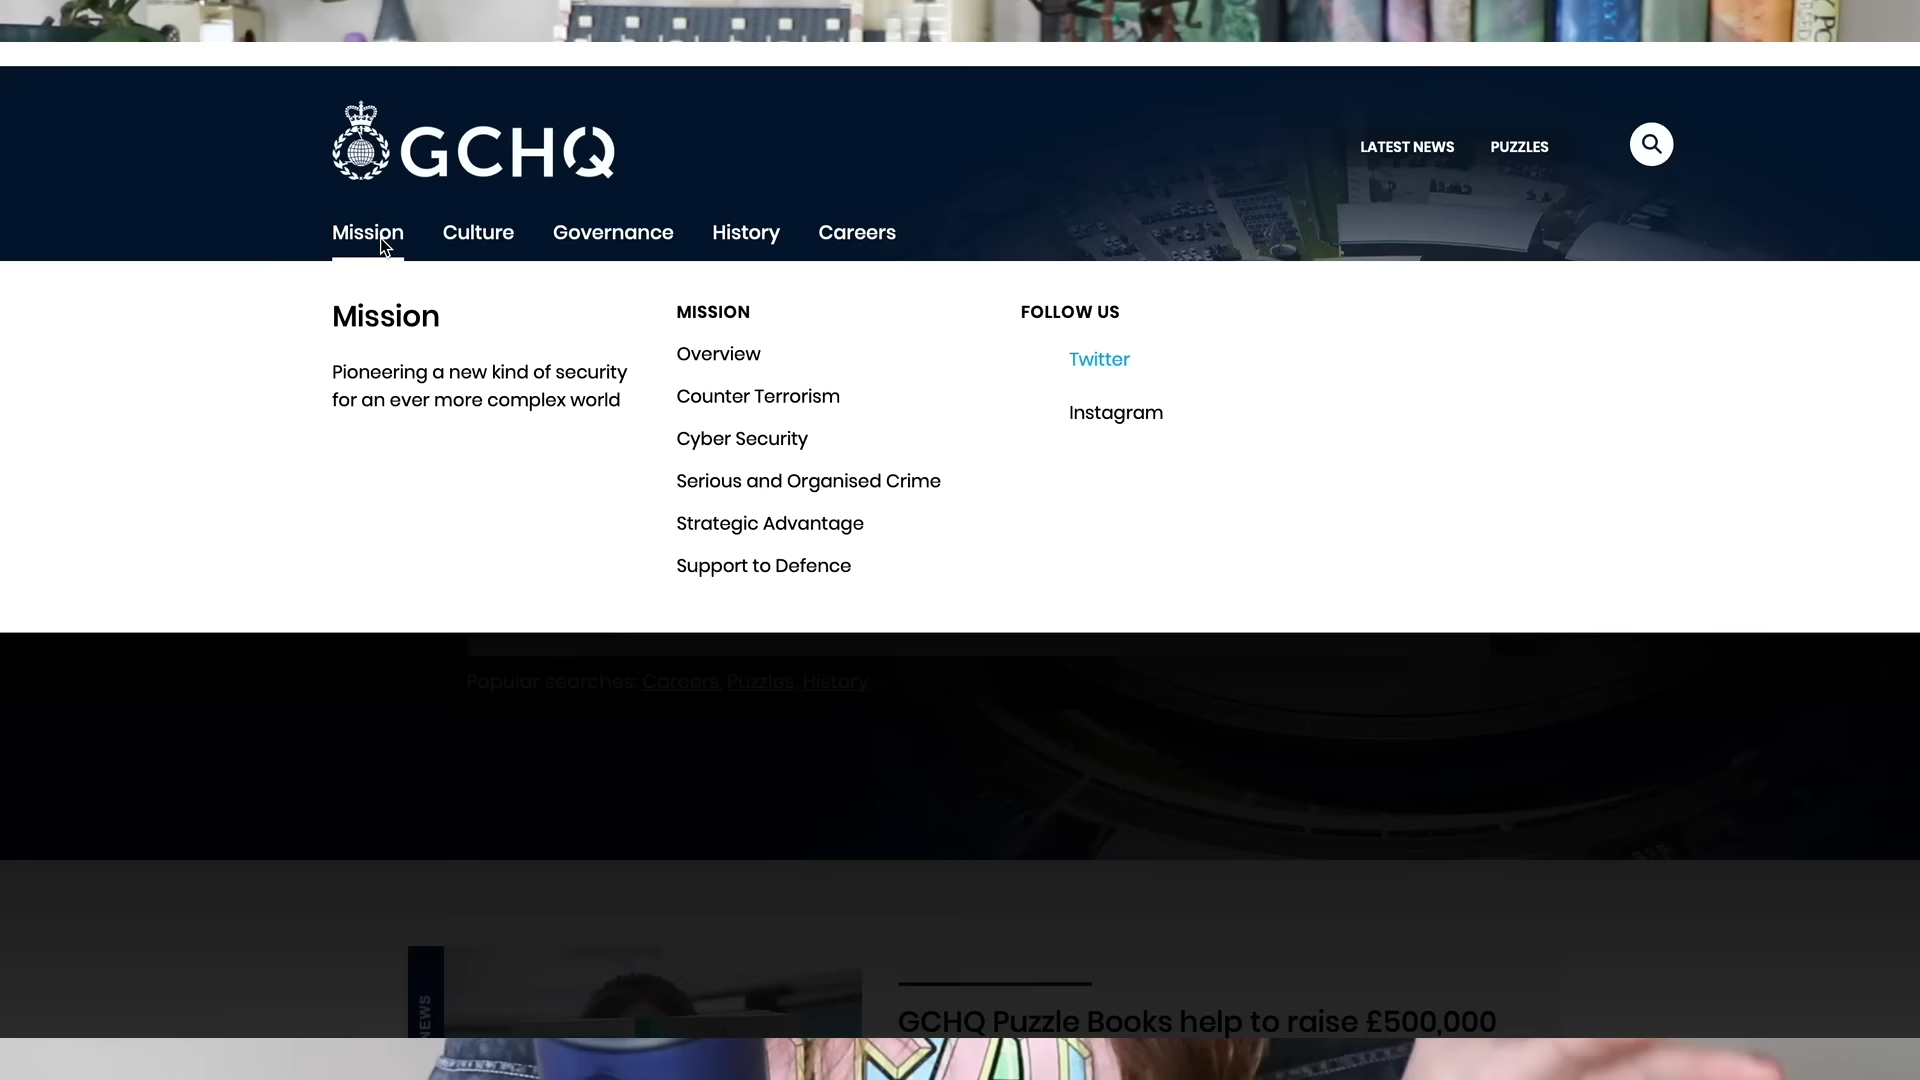 GCHQ
LATEST NEWS
PUZZLES
Mission
Culture
Governance
History
Careers
Mission
Pioneering a new kind of security
for an ever more complex world
MISSION
Overview
Counter Terrorism
Cyber Security
Serious and Organised Crime
Strategic Advantage
Support to Defence
FOLLOW US
Twitter
Instagram
Popular searches: Careers, Puzzles, History
NEWS
GCHQ Puzzle Books help to raise £500,000